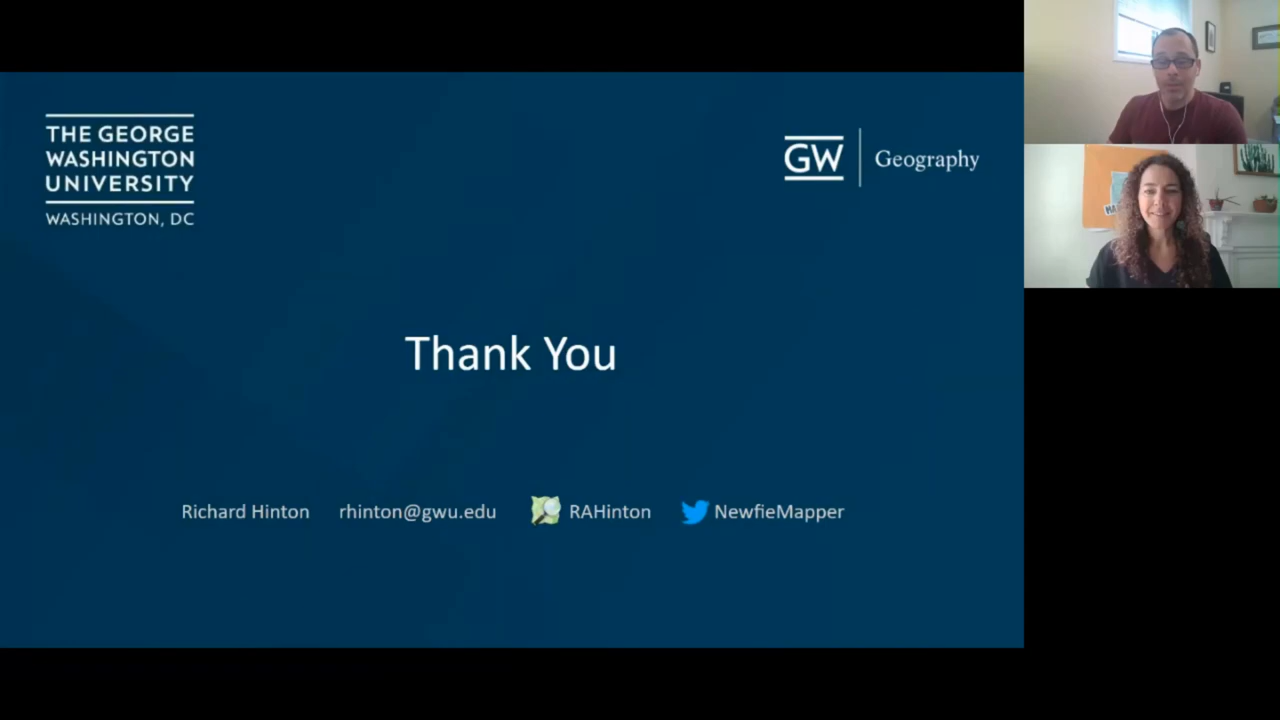 THE GEORGE
WASHINGTON
UNIVERSITY
WASHINGTON, DC
GW Geography
Thank You
Richard Hinton rhinton@gwu.edu RAHinton NewfieMapper